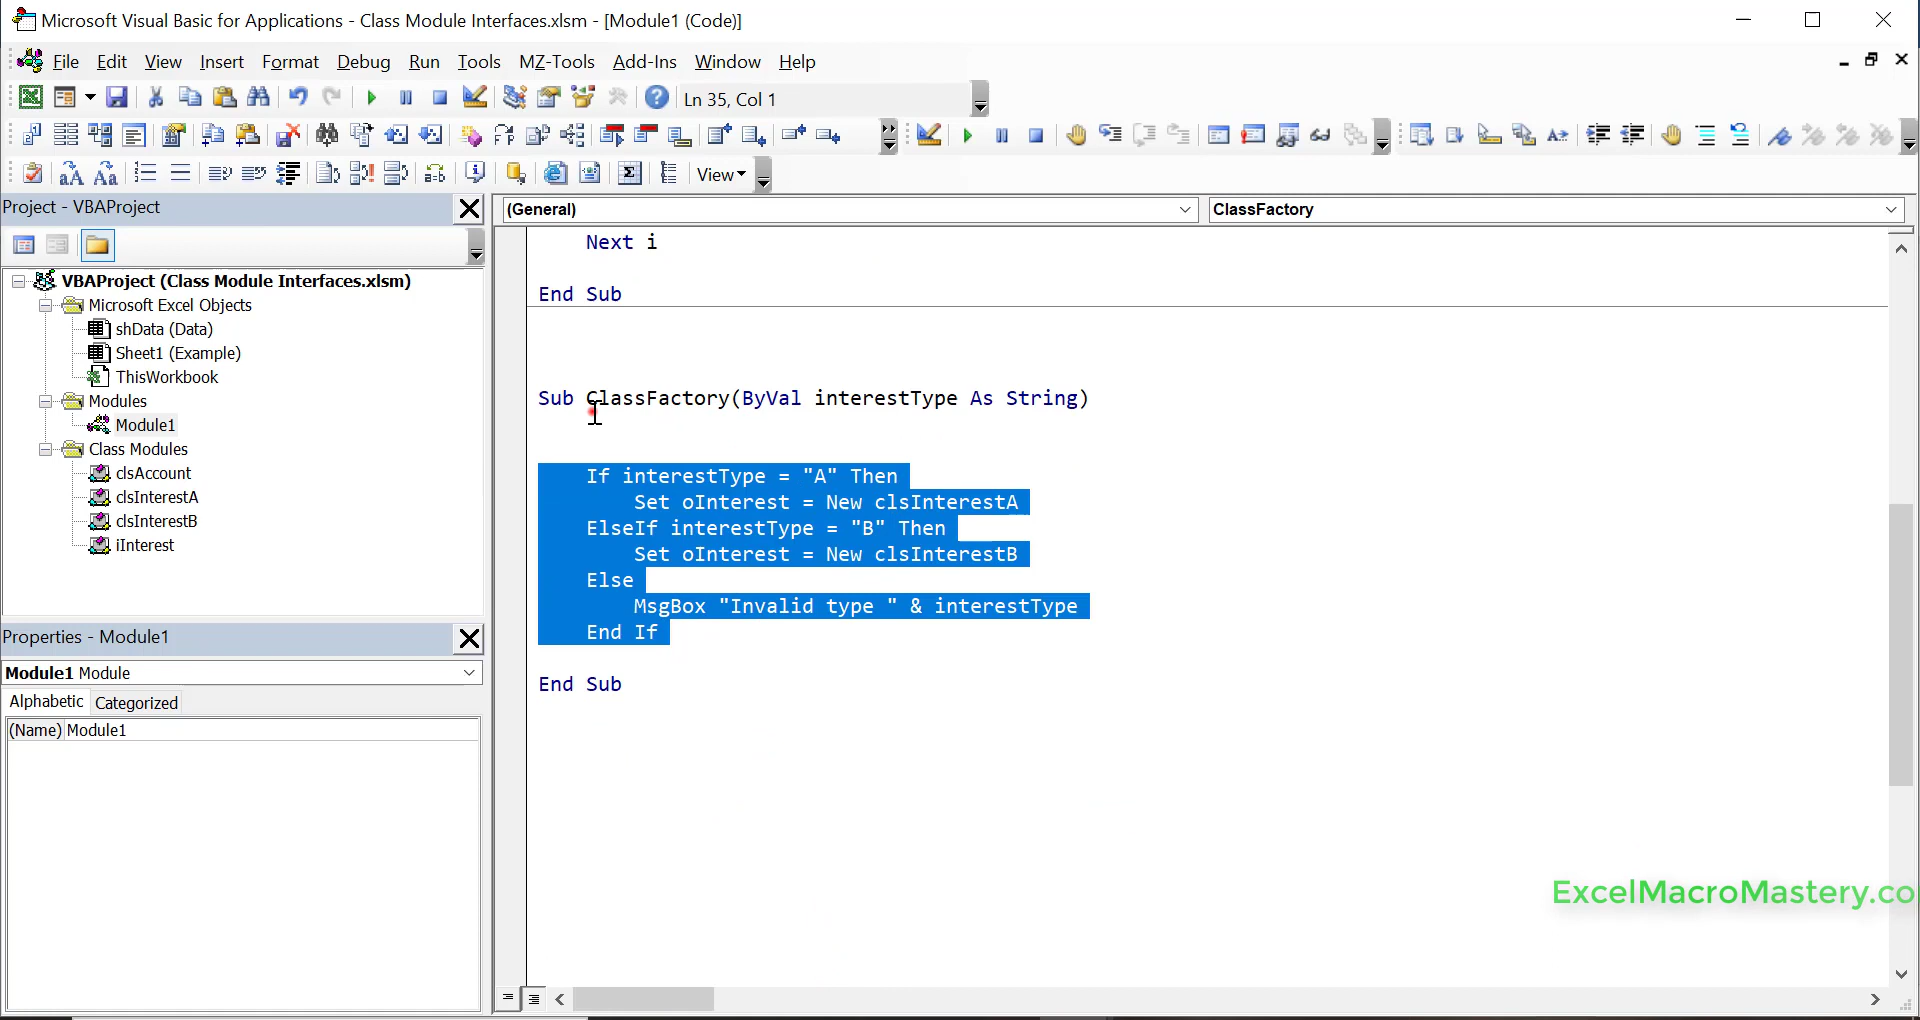 Microsoft Visual Basic for Applications - Class Module Interfaces.xlsm - [Module1 (Code)]
File Edit View Insert Format Debug Run Tools MZ-Tools Add-Ins Window Help
Ln 35, Col 1
View
Project - VBAProject
(General)
ClassFactory
VBAProject (Class Module Interfaces.xlsm)
Microsoft Excel Objects
shData (Data)
Sheet1 (Example)
ThisWorkbook
Modules
Module1
Class Modules
clsAccount
clsInterestA
clsInterestB
iInterest
Properties - Module1
Module1 Module
Alphabetic Categorized
(Name) Module1
Next i
End Sub
Sub ClassFactory(ByVal interestType As String)
If interestType = "A" Then
Set oInterest = New clsInterestA
ElseIf interestType = "B" Then
Set oInterest = New clsInterestB
Else
MsgBox "Invalid type " & interestType
End If
End Sub
ExcelMacroMastery.co